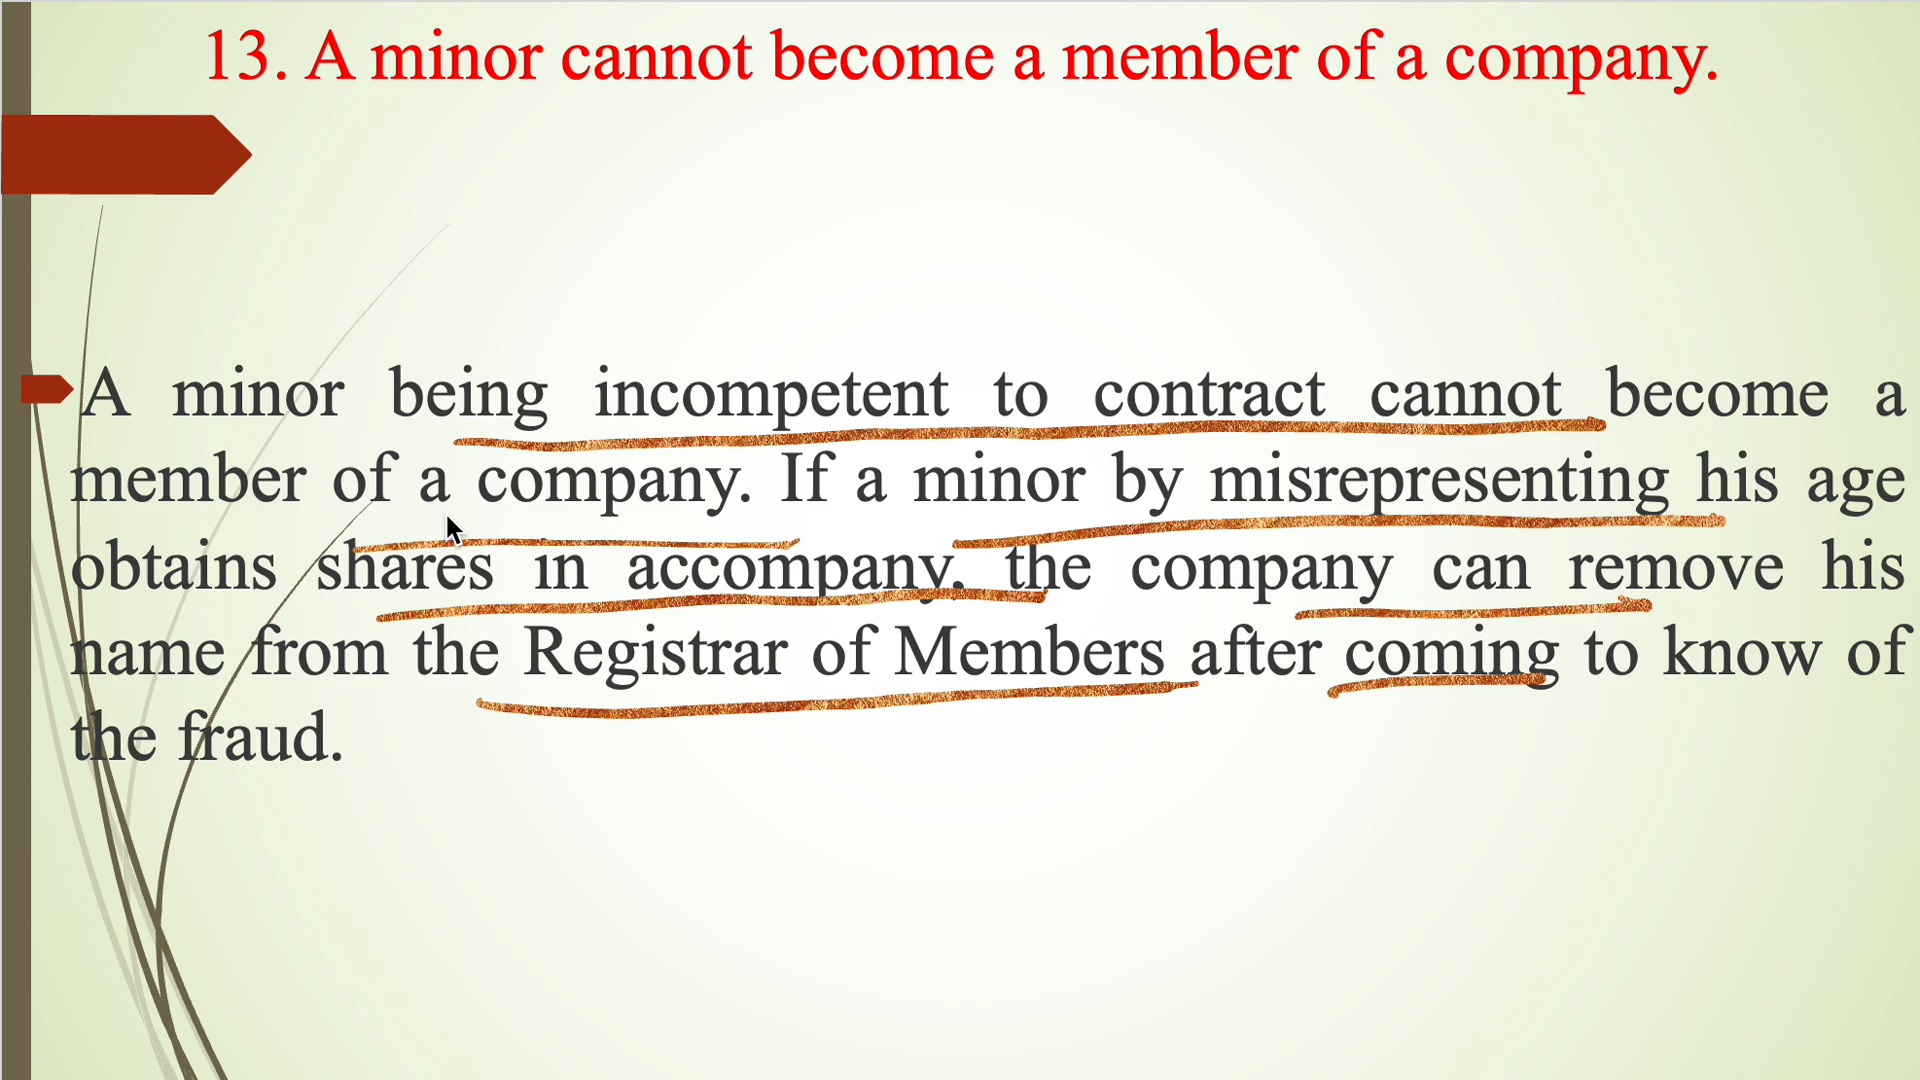 13. A minor cannot become a member of a company.
A minor being incompetent to contract cannot become a
member of a company. If a minor by misrepresenting his age
obtains shares in accompany, the company can remove his
name from the Registrar of Members after coming to know of
the fraud.